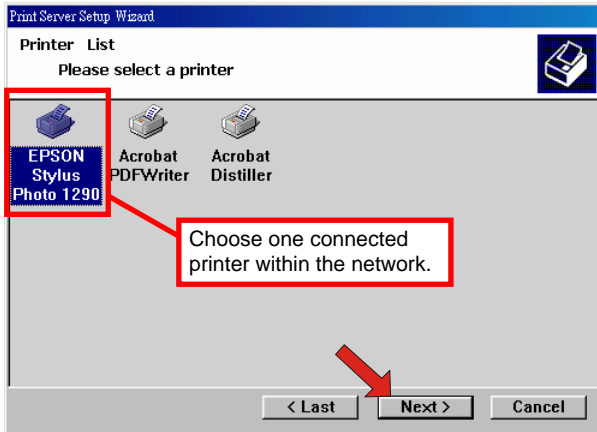 Print Server Setup Wizard
Printer List
Please select a printer
EPSON
Stylus
Photo 1290
Acrobat
PDFWriter
Acrobat
Distiller
Choose one connected
printer within the network.
< Last
Next >
Cancel